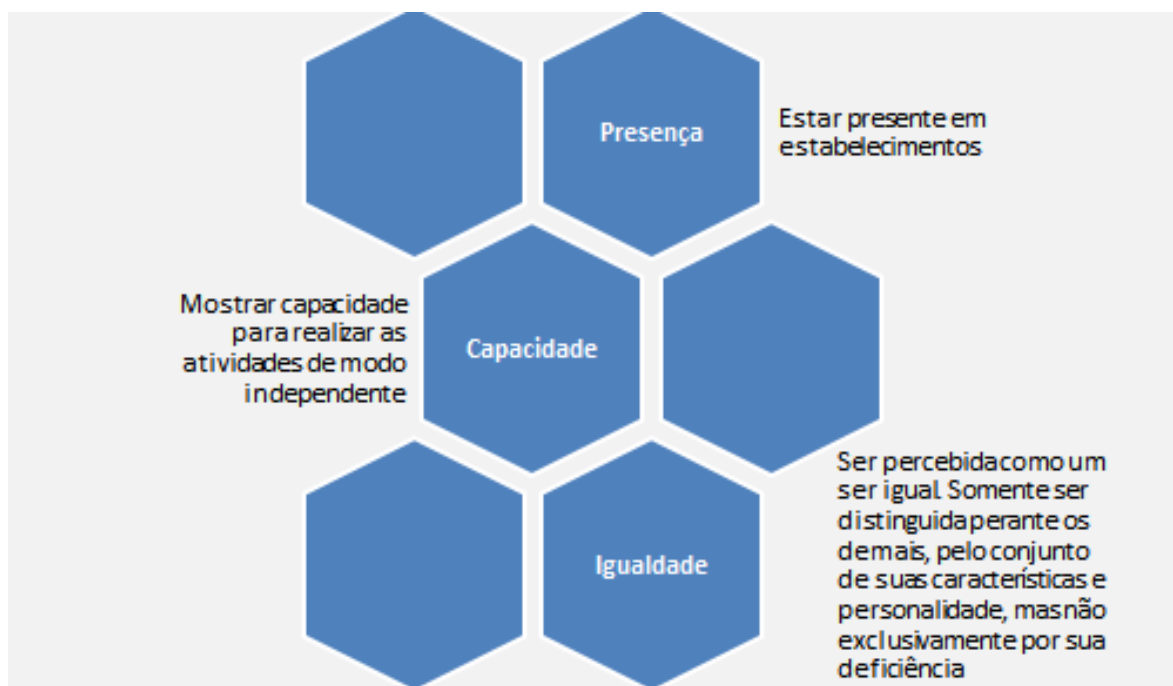 Presença
Estar presente em
estabelecimentos
Mostrar capacidade
para realizar as
atividades de modo
independente
Capacidade
Igualdade
Ser percebida como um
ser igual. Somente ser
distinguida perante os
demais, pelo conjunto
de suas características e
personalidade, mas não
exclusivamente por sua
deficiência